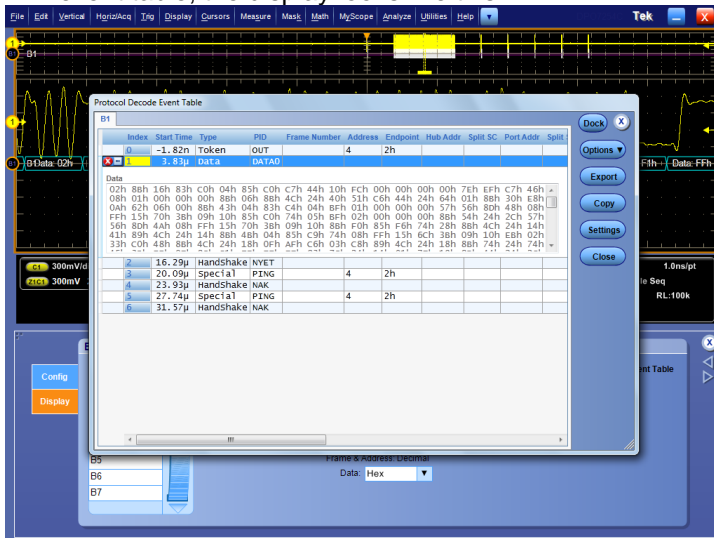 File Edit Vertical Horiz/Acq Trig Display Cursors Measure Mask Math MyScope Analyze Utilities Help Tek X
1
B1 B1
Protocol Decode Event Table
B1
Dock X
Index Start Time Type PID Frame Number Address Endpoint Hub Addr Split SC Port Addr Split
0 -1.82n Token OUT 4 2h
1 3.83µ Data DATA0
Options
1
B1 Data: 02h F1h Data: FFh
Data
02h 8Bh 16h 83h C0h 04h 85h C0h C7h 44h 10h FCh 00h 00h 00h 00h 7Eh EFh C7h 46h
08h 01h 00h 00h 00h 8Bh 06h 8Bh 4Ch 24h 40h 51h C6h 44h 24h 64h 01h 8Bh 30h E8h
0Ah 62h 06h 00h 8Bh 43h 04h 83h C4h 04h BFh 01h 00h 00h 00h 57h 56h 8Dh 48h 08h
FFh 15h 70h 3Bh 09h 10h 85h C0h 74h 05h BFh 02h 00h 00h 00h 8Bh 54h 24h 2Ch 57h
56h 8Dh 4Ah 08h FFh 15h 70h 3Bh 09h 10h 8Bh F0h 85h F6h 74h 28h 8Bh 4Ch 24h 14h
41h 89h 4Ch 24h 14h 8Bh 4Bh 04h 85h C9h 74h 08h FFh 15h 6Ch 3Bh 09h 10h EBh 02h
33h C0h 48h 8Bh 4Ch 24h 18h 0Fh AFh C6h 03h C8h 89h 4Ch 24h 18h 8Bh 74h 24h 74h
Export
Copy
Settings
Close
2 16.29µ HandShake NYET
3 20.09µ Special PING 4 2h
4 23.93µ HandShake NAK
5 27.74µ Special PING 4 2h
6 31.57µ HandShake NAK
C1 300mV/d
Z1C1 300mV
1.0ns/pt
le Seq
RL:100k
X
ent Table
Config
Display
B5
B6
B7
Frame & Address: Decimal
Data: Hex